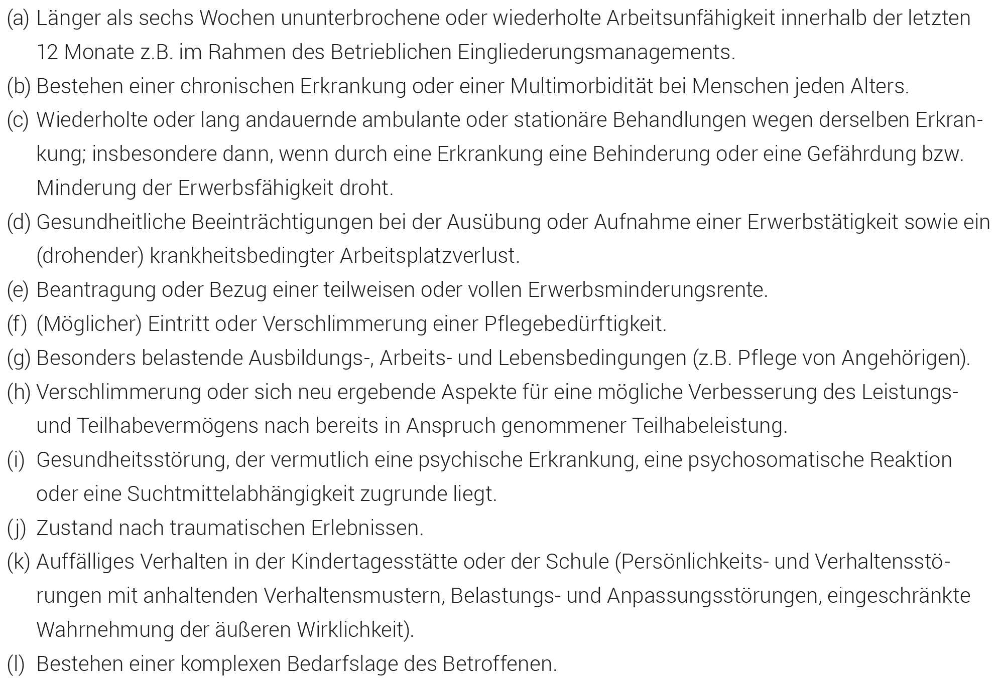 (a) Länger als sechs Wochen ununterbrochene oder wiederholte Arbeitsunfähigkeit innerhalb der letzten
12 Monate z.B. im Rahmen des Betrieblichen Eingliederungsmanagements.
(b) Bestehen einer chronischen Erkrankung oder einer Multimorbidität bei Menschen jeden Alters.
(c) Wiederholte oder lang andauernde ambulante oder stationäre Behandlungen wegen derselben Erkran-
kung; insbesondere dann, wenn durch eine Erkrankung eine Behinderung oder eine Gefährdung bzw.
Minderung der Erwerbsfähigkeit droht.
(d) Gesundheitliche Beeinträchtigungen bei der Ausübung oder Aufnahme einer Erwerbstätigkeit sowie ein
(drohender) krankheitsbedingter Arbeitsplatzverlust.
(e) Beantragung oder Bezug einer teilweisen oder vollen Erwerbsminderungsrente.
(f) (Möglicher) Eintritt oder Verschlimmerung einer Pflegebedürftigkeit.
(g) Besonders belastende Ausbildungs-, Arbeits- und Lebensbedingungen (z.B. Pflege von Angehörigen).
(h) Verschlimmerung oder sich neu ergebende Aspekte für eine mögliche Verbesserung des Leistungs-
und Teilhabevermögens nach bereits in Anspruch genommener Teilhabeleistung.
(i) Gesundheitsstörung, der vermutlich eine psychische Erkrankung, eine psychosomatische Reaktion
oder eine Suchtmittelabhängigkeit zugrunde liegt.
(j) Zustand nach traumatischen Erlebnissen.
(k) Auffälliges Verhalten in der Kindertagesstätte oder der Schule (Persönlichkeits- und Verhaltensstö-
rungen mit anhaltenden Verhaltensmustern, Belastungs- und Anpassungsstörungen, eingeschränkte
Wahrnehmung der äußeren Wirklichkeit).
(l) Bestehen einer komplexen Bedarfslage des Betroffenen.